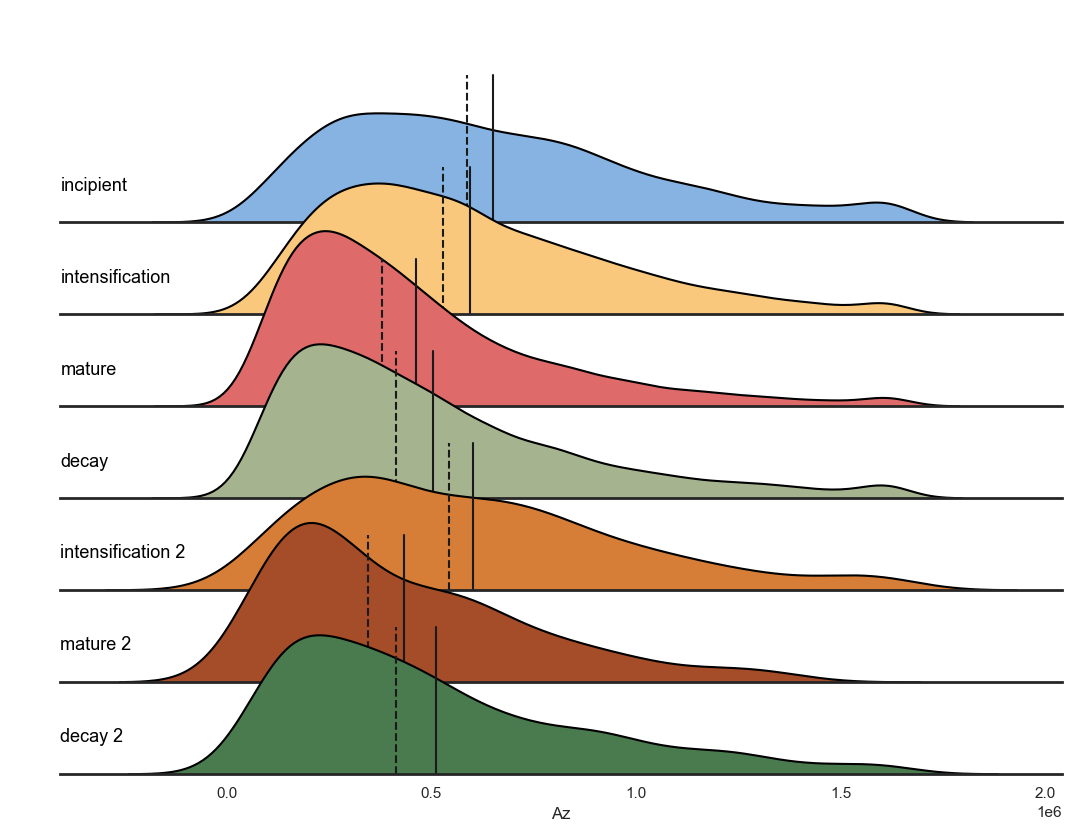 incipient
intensification
mature
decay
intensification 2
mature 2
decay 2
0.0 0.5 1.0 1.5 2.0
Az 1e6